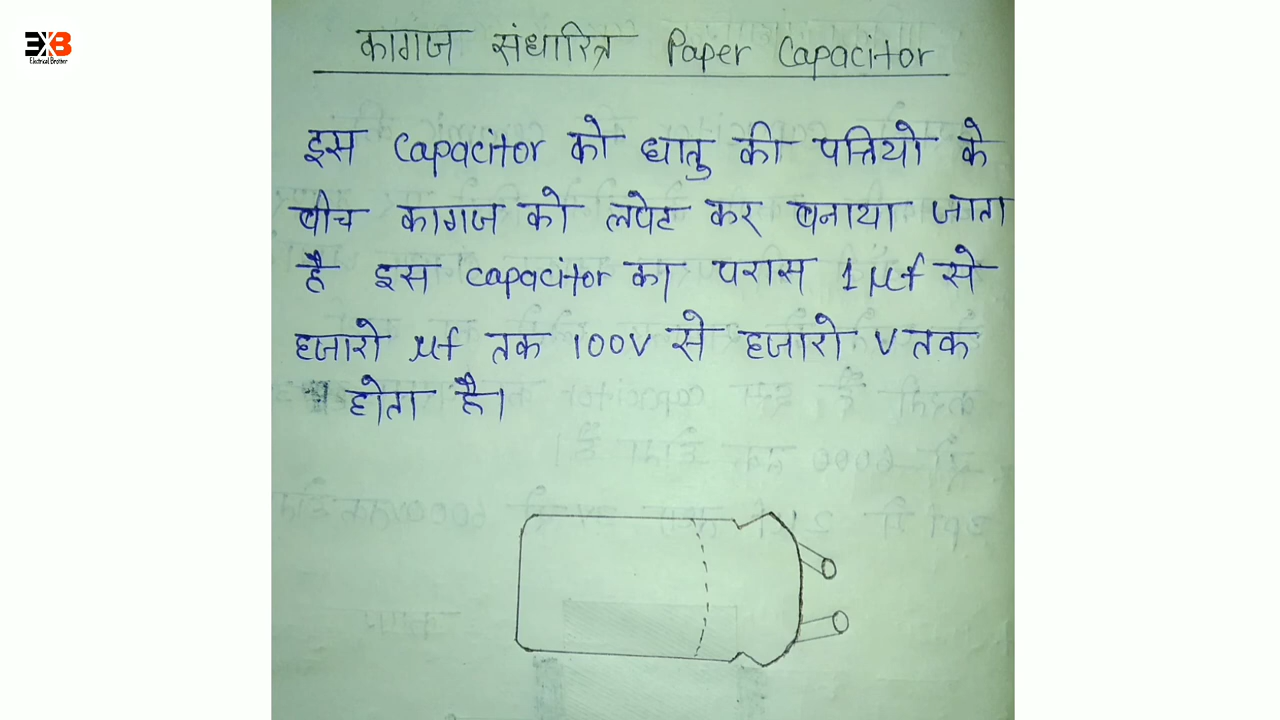 EXB
Electrical Brother
कागज संधारित्र Paper Capacitor
इस Capacitor को धातु की पत्तियो के
बीच कागज को लपेट कर बनाया जाता
है इस capacitor का परास 1 μf से
हजारो μf तक 100V से हजारो V तक
होता है।